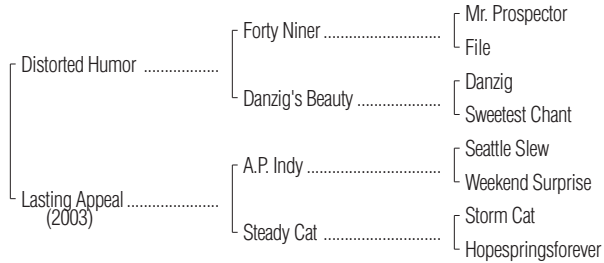 Mr. Prospector
Forty Niner ......................
File
Distorted Humor ..................
Danzig
Danzig's Beauty ....................
Sweetest Chant
Seattle Slew
A.P. Indy ................................
Weekend Surprise
Lasting Appeal ......................
(2003)
Storm Cat
Steady Cat ............................
Hopespringsforever